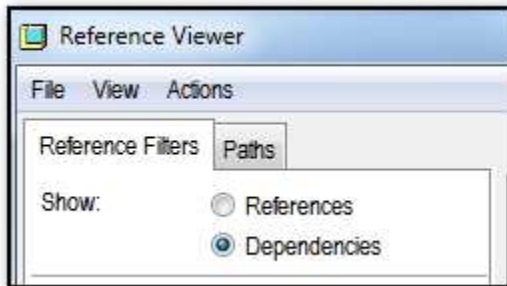 Reference Viewer
File View Actions
Reference Filters Paths
Show: References
Dependencies